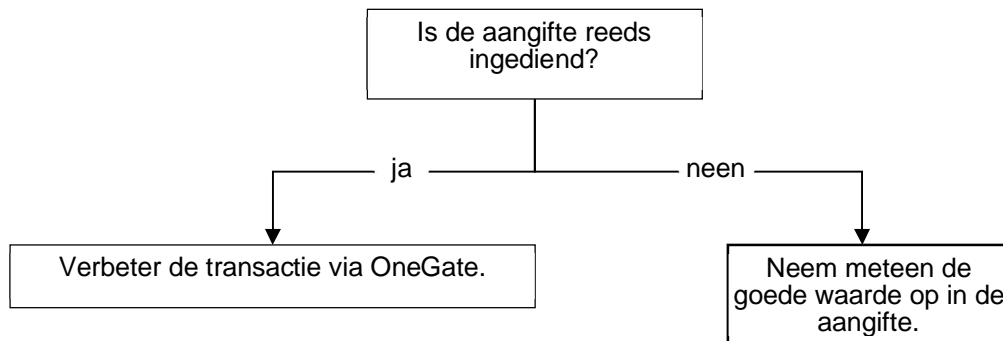 Is de aangifte reeds
ingediend?
ja
neen
Verbeter de transactie via OneGate.
Neem meteen de
goede waarde op in de
aangifte.